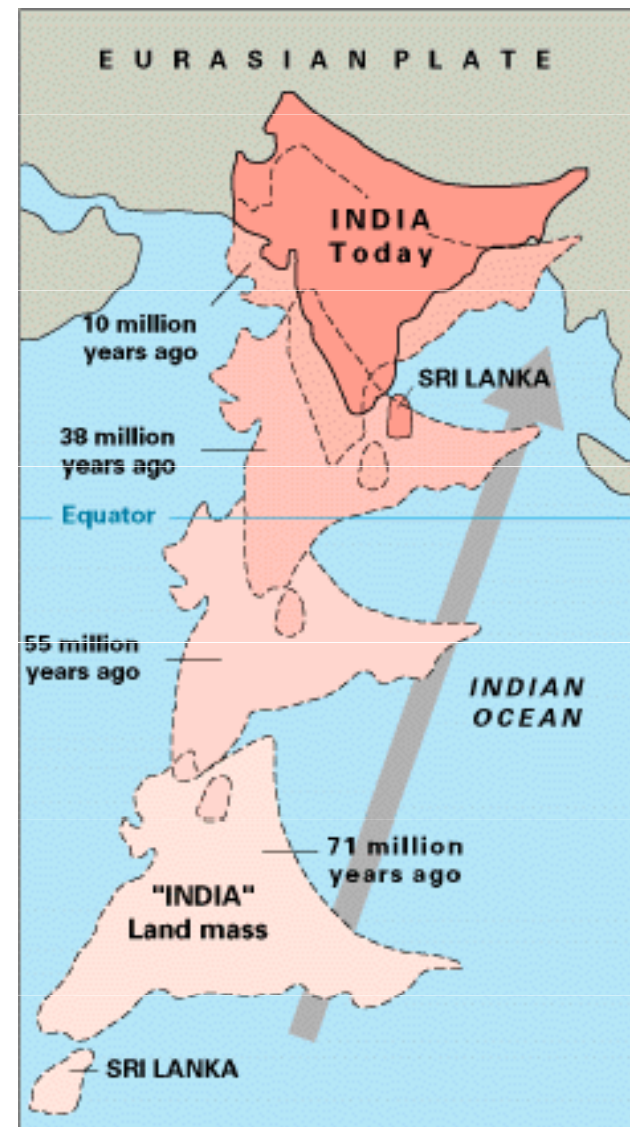 EURASIAN PLATE
INDIA
Today
10 million
years ago
SRI LANKA
38 million
years ago
Equator
55 million
years ago
INDIAN
OCEAN
71 million
years ago
"INDIA"
Land mass
SRI LANKA